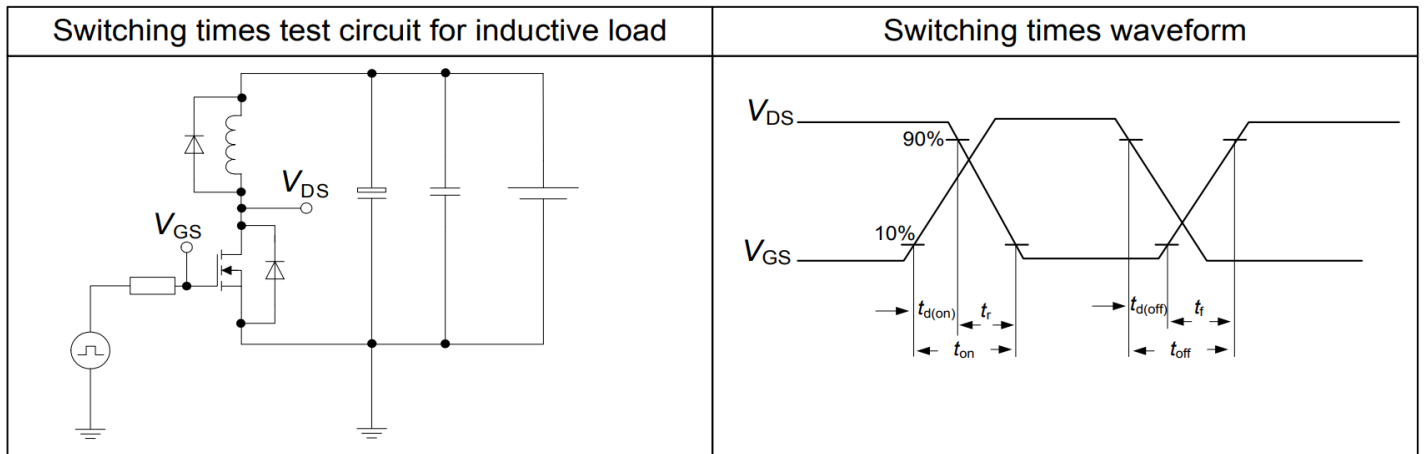 Switching times test circuit for inductive load
Switching times waveform
VDS
VGS
VDS
90%
10%
VGS
td(on)
tr
td(off)
tf
ton
toff